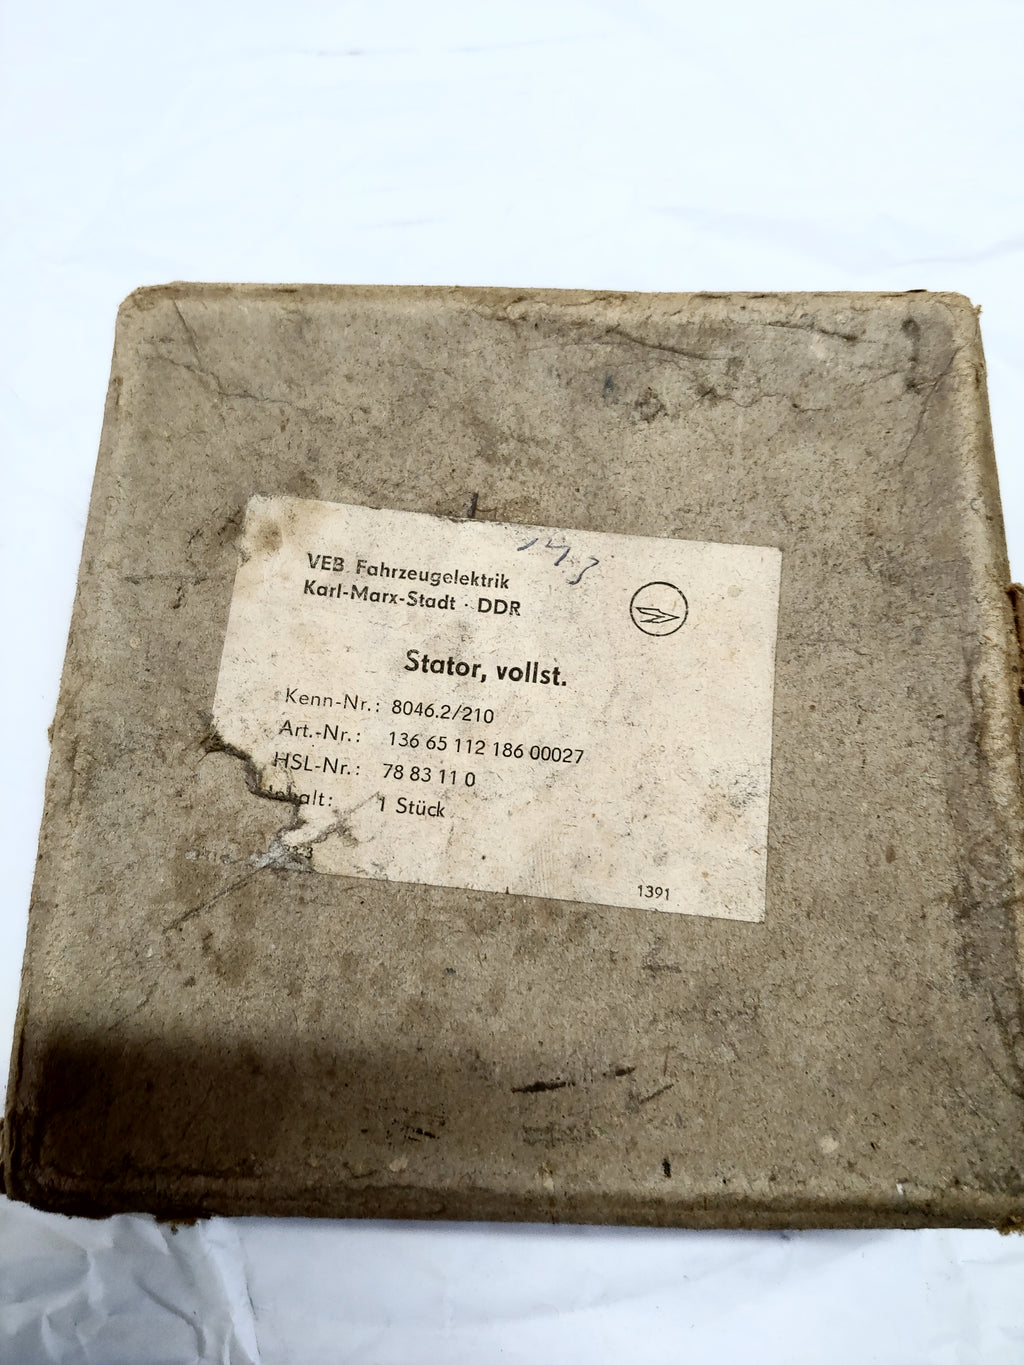 VEB Fahrzeugelektrik
Karl-Marx-Stadt · DDR
Stator, vollst.
Kenn-Nr.: 8046.2/210
Art.-Nr.: 136 65 112 186 00027
HSL-Nr.: 78 83 11 0
Inhalt: 1 Stück
1391